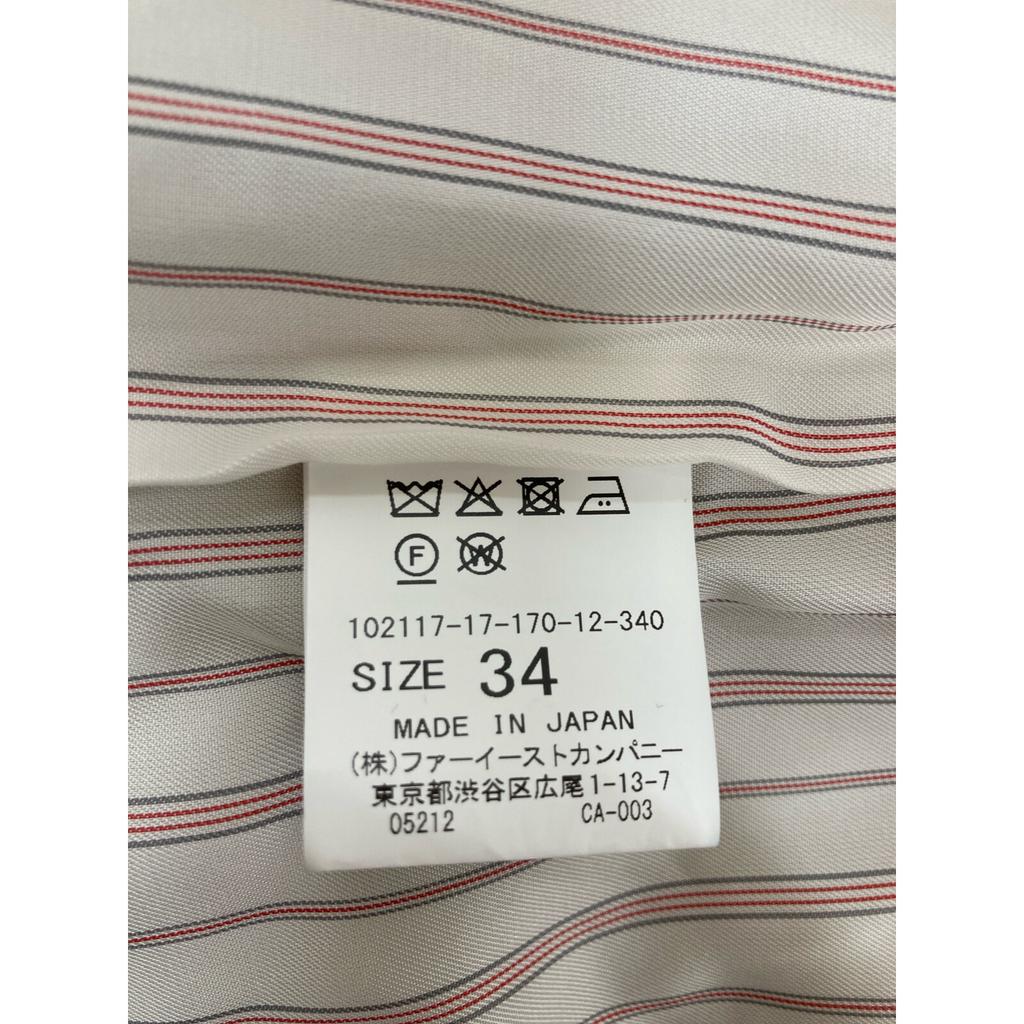 F W
102117-17-170-12-340
SIZE 34
MADE IN JAPAN
(株)ファーイーストカンパニー
東京都渋谷区広尾1-13-7
05212 CA-003